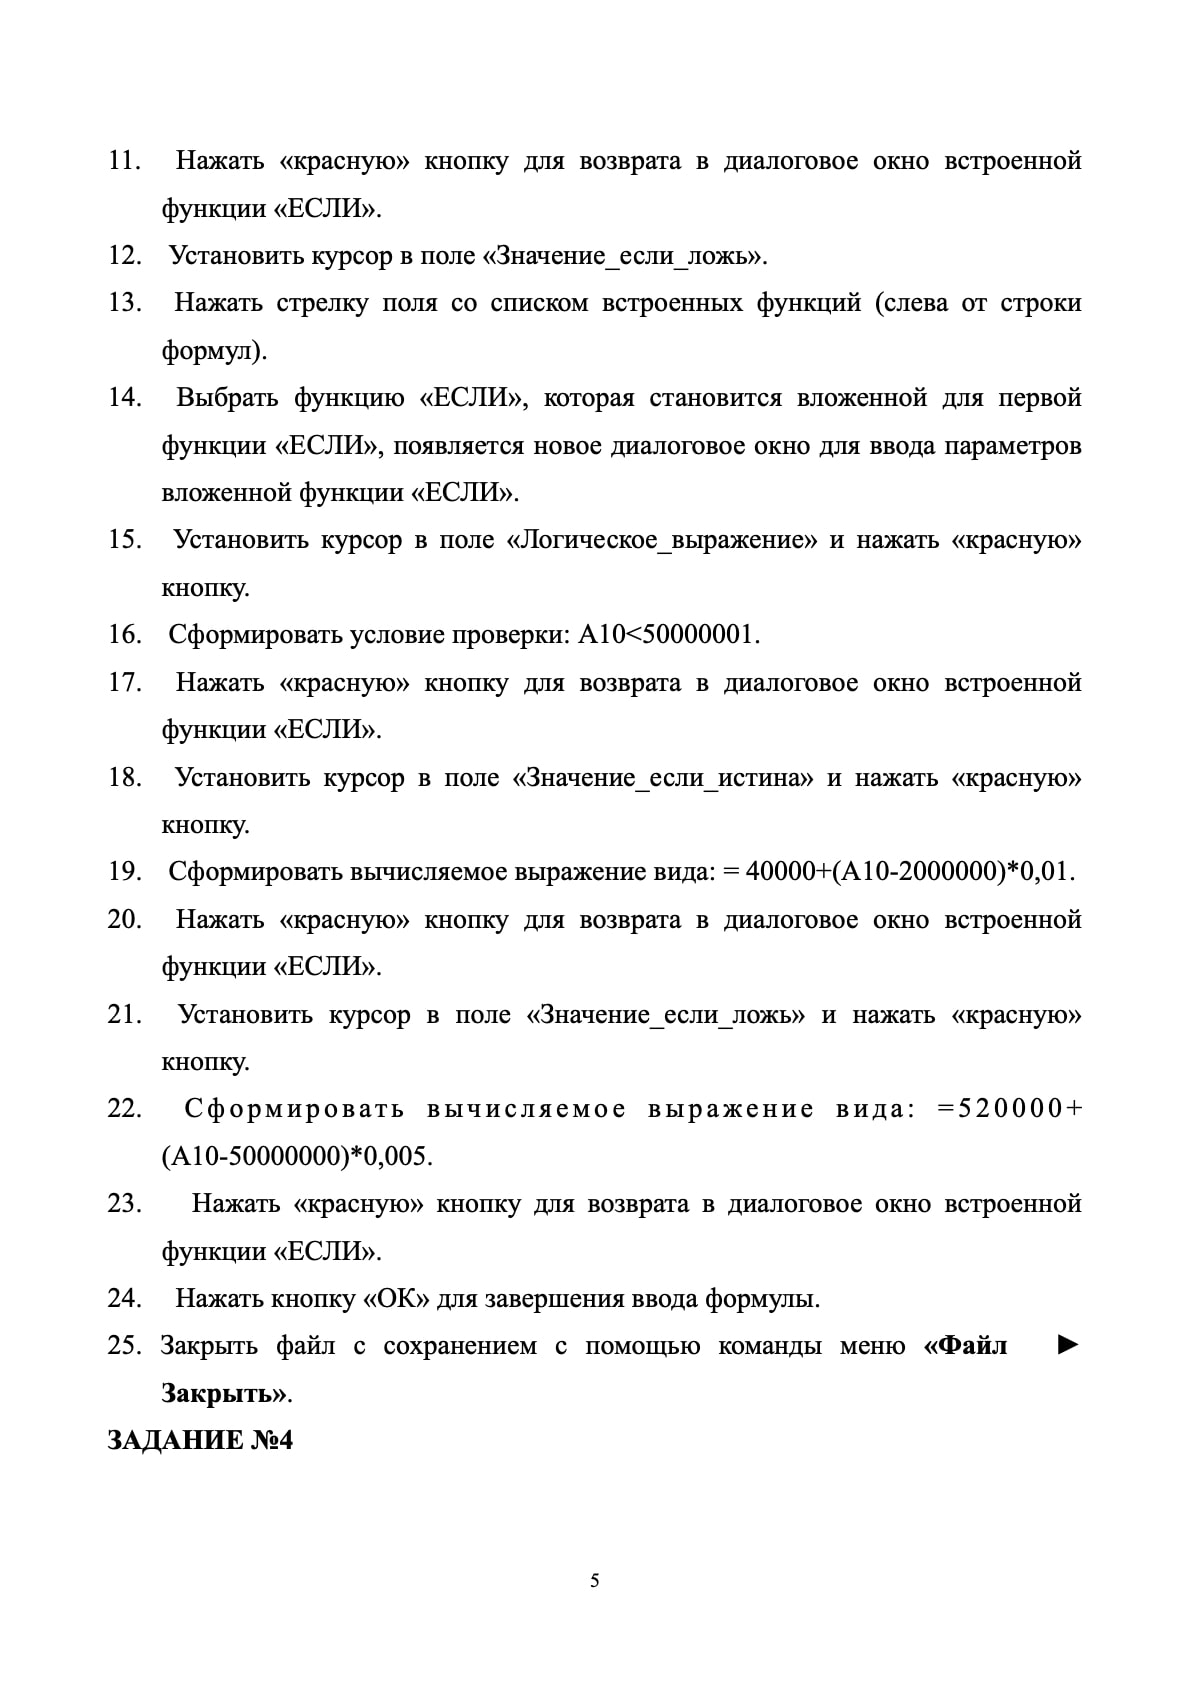 11. Нажать «красную» кнопку для возврата в диалоговое окно встроенной
функции «ЕСЛИ».
12. Установить курсор в поле «Значение_если_ложь».
13. Нажать стрелку поля со списком встроенных функций (слева от строки
формул).
14. Выбрать функцию «ЕСЛИ», которая становится вложенной для первой
функции «ЕСЛИ», появляется новое диалоговое окно для ввода параметров
вложенной функции «ЕСЛИ».
15. Установить курсор в поле «Логическое_выражение» и нажать «красную»
кнопку.
16. Сформировать условие проверки: А10<50000001.
17. Нажать «красную» кнопку для возврата в диалоговое окно встроенной
функции «ЕСЛИ».
18. Установить курсор в поле «Значение_если_истина» и нажать «красную»
кнопку.
19. Сформировать вычисляемое выражение вида: = 40000+(А10-2000000)*0,01.
20. Нажать «красную» кнопку для возврата в диалоговое окно встроенной
функции «ЕСЛИ».
21. Установить курсор в поле «Значение_если_ложь» и нажать «красную»
кнопку.
22. Сформировать вычисляемое выражение вида: =520000+
(А10-50000000)*0,005.
23. Нажать «красную» кнопку для возврата в диалоговое окно встроенной
функции «ЕСЛИ».
24. Нажать кнопку «ОК» для завершения ввода формулы.
25. Закрыть файл с сохранением с помощью команды меню «Файл ►
Закрыть».
ЗАДАНИЕ №4
5